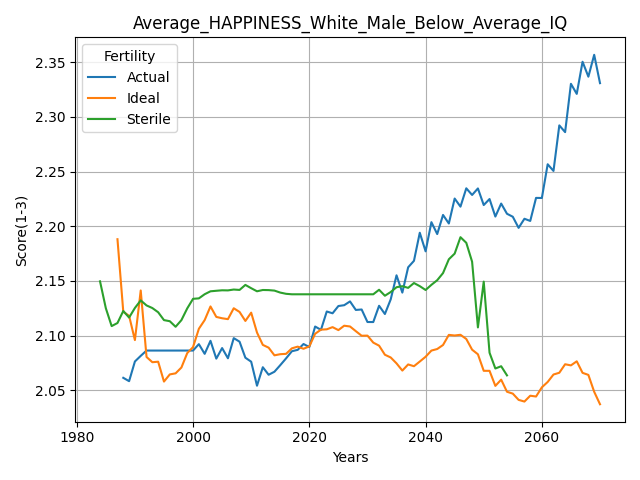 Average_HAPPINESS_White_Male_Below_Average_IQ
Fertility
Actual
Ideal
Sterile
Score(1-3)
2.35
2.30
2.25
2.20
2.15
2.10
2.05
1980 2000 2020 2040 2060
Years